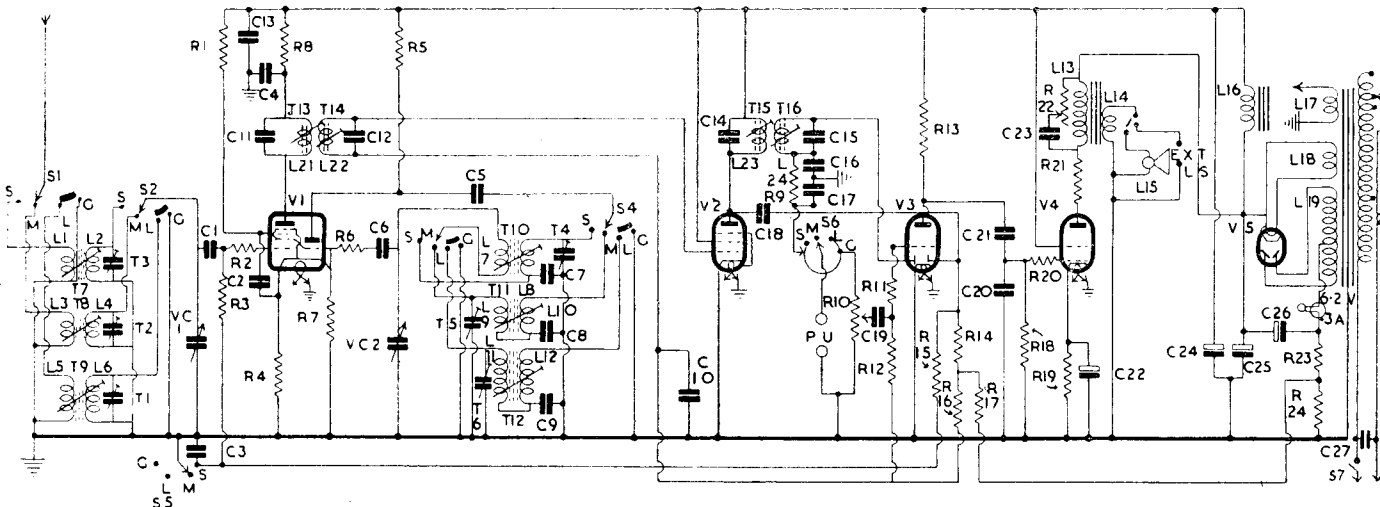 C13
R1
R8
R5
C4
T13 T14
C11
C12
L21 L22
V1
S1
S2
S
M
L
G
S
M L
G
L1
L2
T3
T7
L3
T8
L4
T2
L5
T9
L6
T1
VC
1
C1
R2
C2
R3
R4
R6
R7
C6
C5
VC2
C3
G
L
M
S
S5
S
M
L
G
L
7
T10
T4
S
S4
M
L
G
C7
T11
L8
T5
L
9
L10
C8
L
11
L12
T
6
T12
C9
C
10
V2
C14
T15
T16
L23
L
24
R9
C15
C16
C17
C18
S
M
S6
L
G
P U
R10
C19
R11
R12
V3
R13
R
15
R14
R
16
R
17
C21
C20
R20
R18
R19
C22
V4
L13
R
22
C23
R21
L14
L15
EXT
LS
L16
L17
L18
L19
V5
6·2 V
·3A
C26
C24
C25
R23
R
24
C27
S7